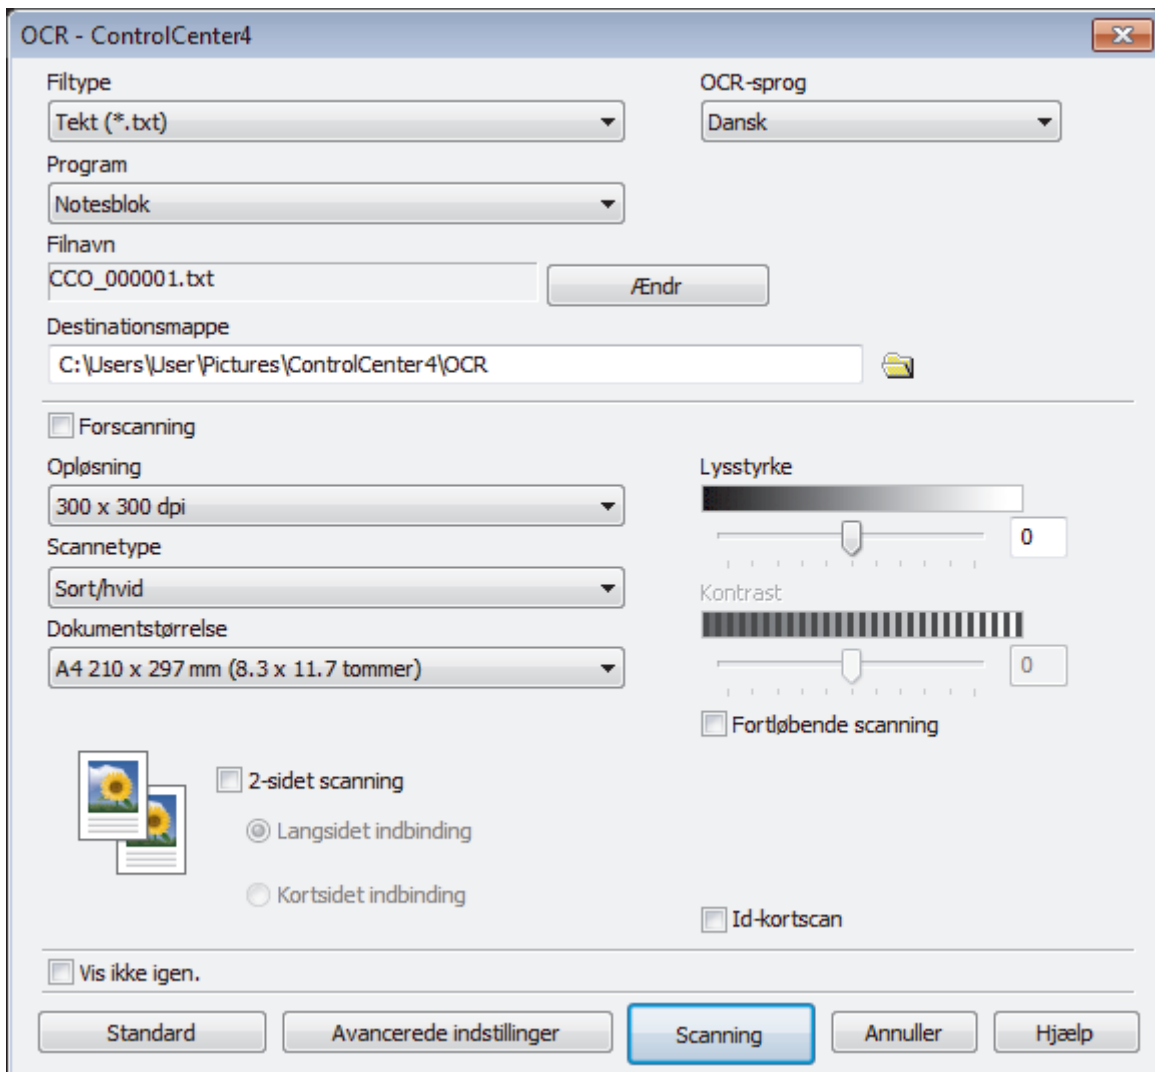 OCR - ControlCenter4
Filtype
OCR-sprog
Tekt (*.txt)
Dansk
Program
Notesblok
Filnavn
CCO_000001.txt
Ændr
Destinationsmappe
C:\Users\User\Pictures\ControlCenter4\OCR
Forscanning
Opløsning
Lysstyrke
300 x 300 dpi
0
Scannetype
Sort/hvid
Kontrast
Dokumentstørrelse
A4 210 x 297 mm (8.3 x 11.7 tommer)
0
Fortløbende scanning
2-sidet scanning
Langsidet indbinding
Kortsidet indbinding
Id-kortscan
Vis ikke igen.
Standard
Avancerede indstillinger
Scanning
Annuller
Hjælp